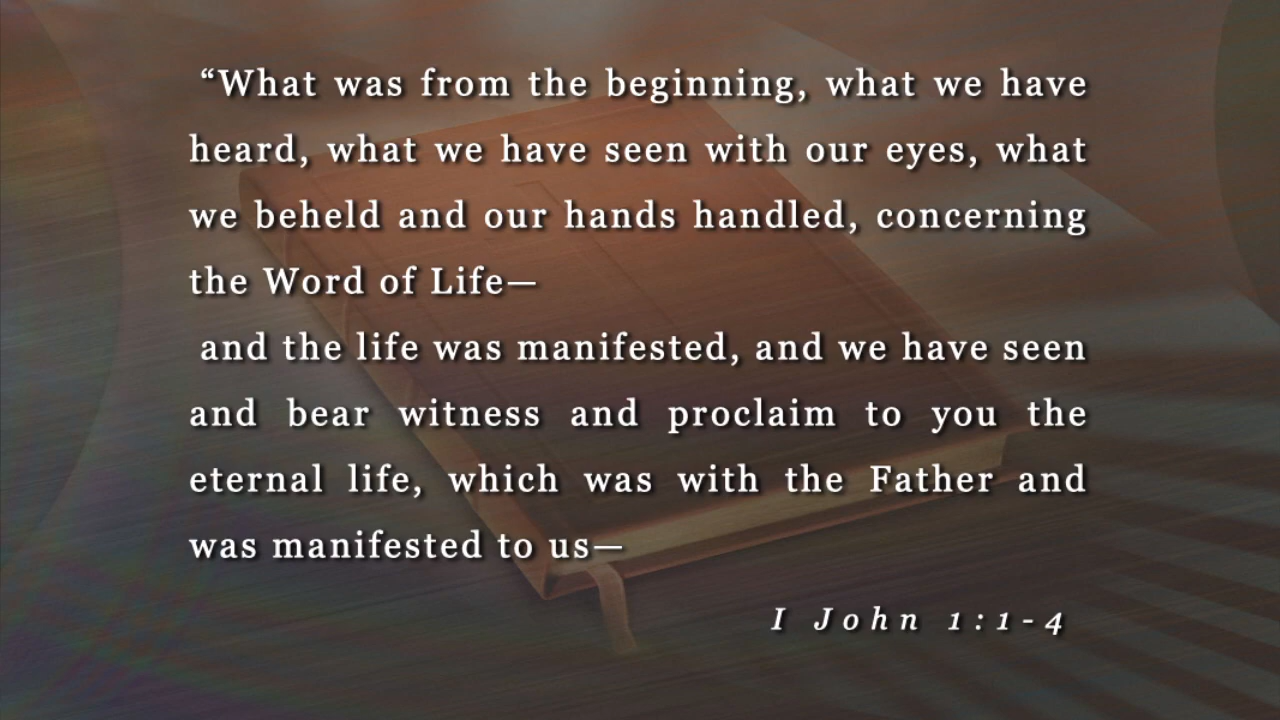 “What was from the beginning, what we have
heard, what we have seen with our eyes, what
we beheld and our hands handled, concerning
the Word of Life—
and the life was manifested, and we have seen
and bear witness and proclaim to you the
eternal life, which was with the Father and
was manifested to us—
I John 1:1-4